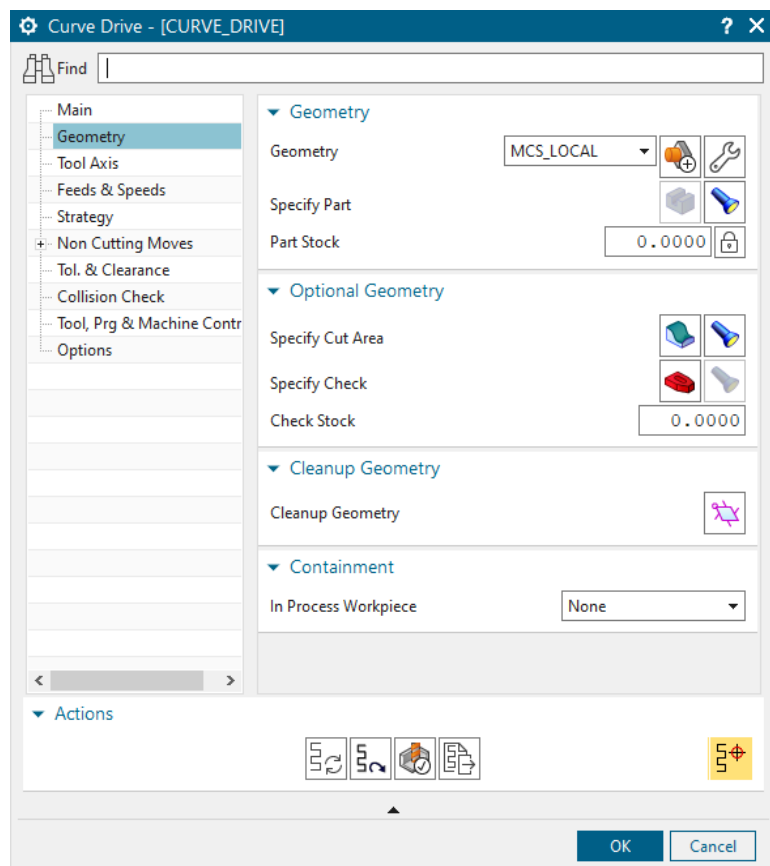 Curve Drive - [CURVE_DRIVE]
Find
Main
Geometry
Tool Axis
Feeds & Speeds
Strategy
Non Cutting Moves
Tol. & Clearance
Collision Check
Tool, Prg & Machine Contr
Options
Geometry
Geometry MCS_LOCAL
Specify Part
Part Stock 0.0000
Optional Geometry
Specify Cut Area
Specify Check
Check Stock 0.0000
Cleanup Geometry
Cleanup Geometry
Containment
In Process Workpiece None
Actions
OK Cancel